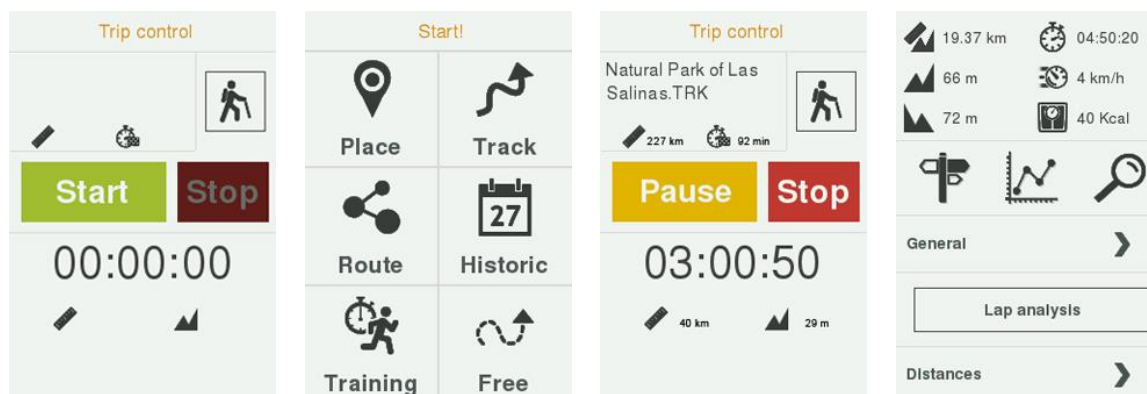 Trip control
Start Stop
00:00:00
Start!
Place Track
Route 27 Historic
Training Free
Trip control
Natural Park of Las
Salinas.TRK
227 km 92 min
Pause Stop
03:00:50
40 km 29 m
19.37 km 04:50:20
66 m 4 km/h
72 m 40 Kcal
General
Lap analysis
Distances